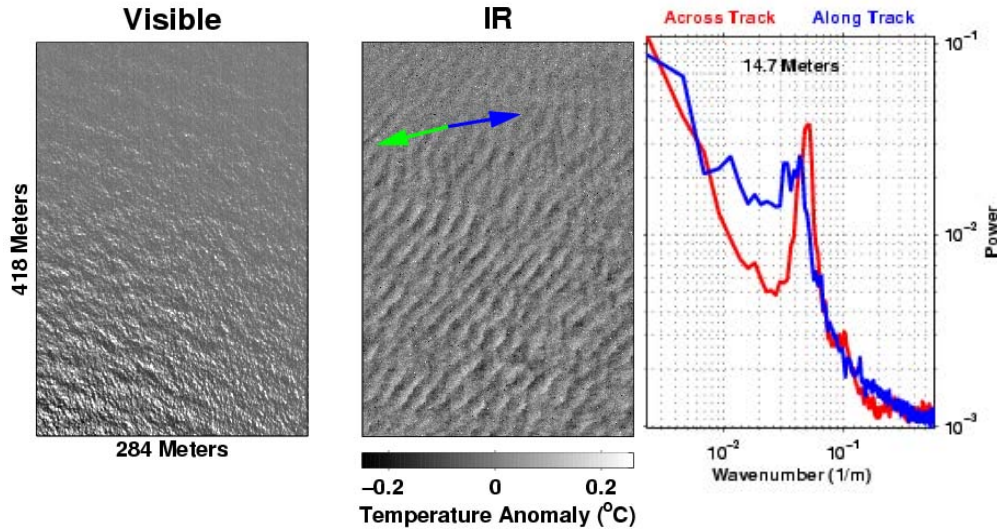 Visible
IR
Across Track
Along Track
418 Meters
284 Meters
−0.2
0
0.2
Temperature Anomaly (°C)
14.7 Meters
10⁻¹
10⁻²
10⁻³
Power
10⁻²
10⁻¹
Wavenumber (1/m)